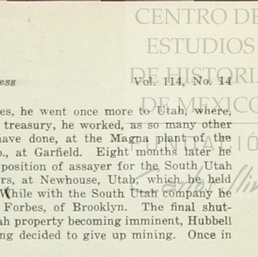 CENTRO DE
ESTUDIOS
DE HISTORIA
DE MEXICO
ess Vol. 114, No. 14
es, he went once more to Utah, where,
treasury, he worked, as so many other
have done, at the Magna plant of the
o., at Garfield. Eight months later he
position of assayer for the South Utah
rs, at Newhouse, Utah, which he held
While with the South Utah company he
Forbes, of Brooklyn. The final shut-
ah property becoming imminent, Hubbell
ng decided to give up mining. Once in